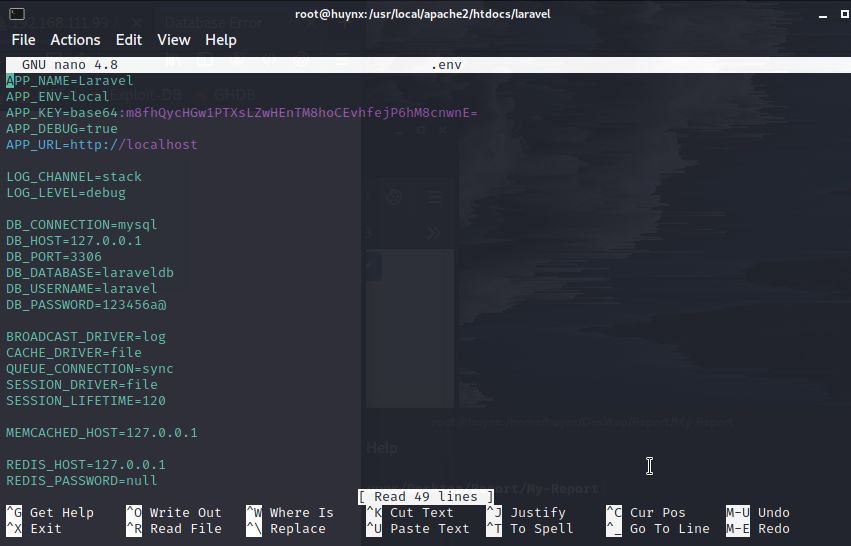 root@huynx: /usr/local/apache2/htdocs/laravel
File Actions Edit View Help
GNU nano 4.8 .env
APP_NAME=Laravel
APP_ENV=local
APP_KEY=base64:m8fhQycHGw1PTXsLZwHEnTM8hoCEvhfejP6hM8cnwnE=
APP_DEBUG=true
APP_URL=http://localhost
LOG_CHANNEL=stack
LOG_LEVEL=debug
DB_CONNECTION=mysql
DB_HOST=127.0.0.1
DB_PORT=3306
DB_DATABASE=laraveldb
DB_USERNAME=laravel
DB_PASSWORD=123456a@
BROADCAST_DRIVER=log
CACHE_DRIVER=file
QUEUE_CONNECTION=sync
SESSION_DRIVER=file
SESSION_LIFETIME=120
MEMCACHED_HOST=127.0.0.1
Help
REDIS_HOST=127.0.0.1
REDIS_PASSWORD=null
[ Read 49 lines ]
^G Get Help ^O Write Out ^W Where Is ^K Cut Text ^J Justify ^C Cur Pos M-U Undo
^X Exit ^R Read File ^\ Replace ^U Paste Text ^T To Spell ^_ Go To Line M-E Redo